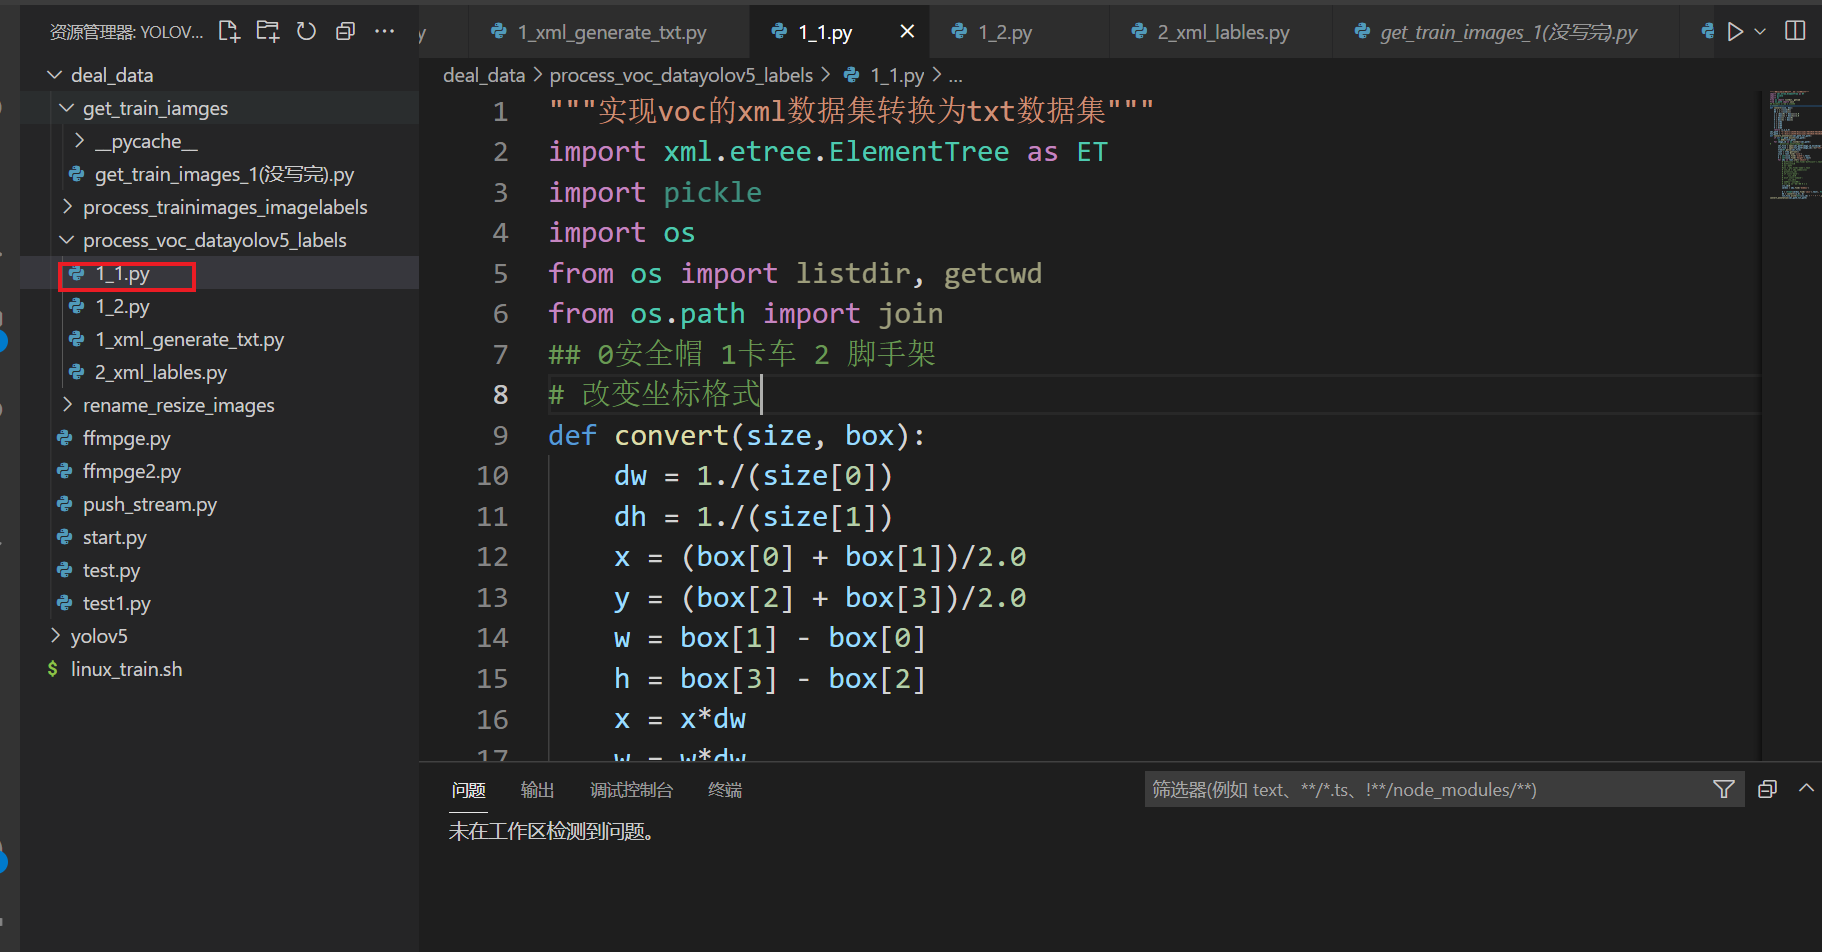 资源管理器: YOLOV...
deal_data
get_train_iamges
__pycache__
get_train_images_1(没写完).py
process_trainimages_imagelabels
process_voc_datayolov5_labels
1_1.py
1_2.py
1_xml_generate_txt.py
2_xml_lables.py
rename_resize_images
ffmpge.py
ffmpge2.py
push_stream.py
start.py
test.py
test1.py
yolov5
linux_train.sh
y
1_xml_generate_txt.py
1_1.py
1_2.py
2_xml_lables.py
get_train_images_1(没写完).py
deal_data > process_voc_datayolov5_labels > 1_1.py > ...
1 """实现voc的xml数据集转换为txt数据集"""
2 import xml.etree.ElementTree as ET
3 import pickle
4 import os
5 from os import listdir, getcwd
6 from os.path import join
7 ## 0安全帽 1卡车 2 脚手架
8 # 改变坐标格式
9 def convert(size, box):
10 dw = 1./(size[0])
11 dh = 1./(size[1])
12 x = (box[0] + box[1])/2.0
13 y = (box[2] + box[3])/2.0
14 w = box[1] - box[0]
15 h = box[3] - box[2]
16 x = x*dw
17 w = w*dw
问题 输出 调试控制台 终端
筛选器(例如 text、**/*.ts、!**/node_modules/**)
未在工作区检测到问题。